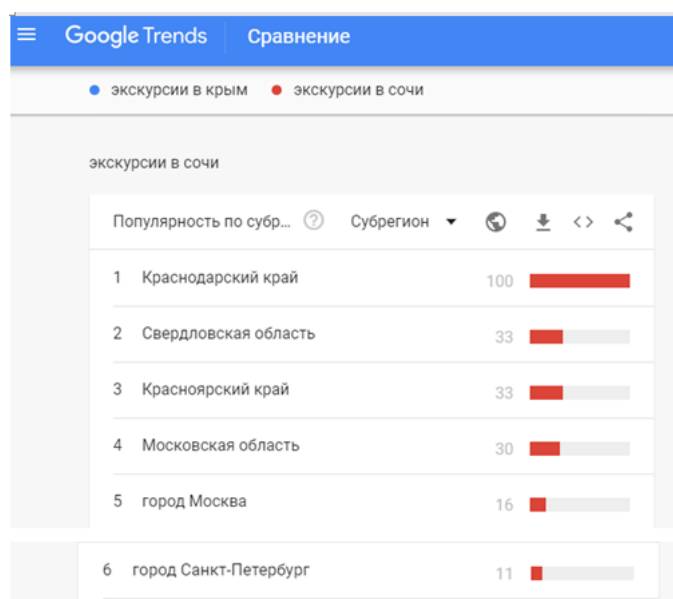 Google Trends Сравнение
экскурсии в крым экскурсии в сочи
экскурсии в сочи
Популярность по субр... ? Субрегион
1 Краснодарский край 100
2 Свердловская область 33
3 Красноярский край 33
4 Московская область 30
5 город Москва 16
6 город Санкт-Петербург 11